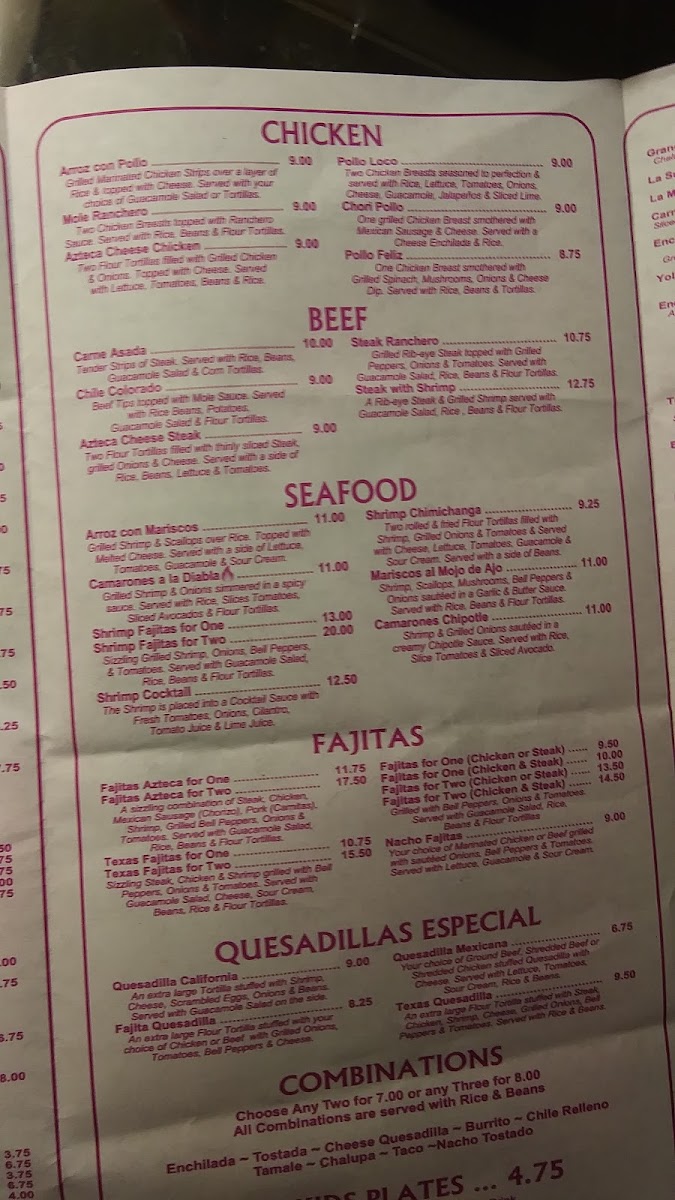 CHICKEN
Arroz con Pollo 9.00
Grilled Marinated Chicken Strips over a layer of
Rice & topped with Cheese. Served with your
choice of Guacamole Salad or Tortillas.
Mole Ranchero 9.00
Two Chicken Breasts topped with Ranchero
Sauce. Served with Rice, Beans & Flour Tortillas.
Azteca Cheese Chicken 9.00
Two Flour Tortillas filled with Grilled Chicken
& Onions. Topped with Cheese. Served
with Lettuce, Tomatoes, Beans & Rice.
Pollo Loco 9.00
Two Chicken Breasts seasoned to perfection &
served with Rice, Lettuce, Tomatoes, Onions,
Cheese, Guacamole, Jalapeños & Sliced Lime.
Chori Pollo 9.00
One grilled Chicken Breast smothered with
Mexican Sausage & Cheese. Served with a
Cheese Enchilada & Rice.
Pollo Feliz 8.75
One Chicken Breast smothered with
Grilled Spinach, Mushrooms, Onions & Cheese
Dip. Served with Rice, Beans & Tortillas.
BEEF
Carne Asada 10.00
Tender Strips of Steak. Served with Rice, Beans,
Guacamole Salad & Corn Tortillas.
Chile Colorado 9.00
Beef Tips topped with Mole Sauce. Served
with Rice Beans, Potatoes,
Guacamole Salad & Flour Tortillas.
Azteca Cheese Steak 9.00
Two Flour Tortillas filled with thinly sliced Steak,
grilled Onions & Cheese. Served with a side of
Rice, Beans, Lettuce & Tomatoes.
Steak Ranchero 10.75
Grilled Rib-eye Steak topped with Grilled
Peppers, Onions & Tomatoes. Served with
Guacamole Salad, Rice, Beans & Flour Tortillas.
Steak with Shrimp 12.75
A Rib-eye Steak & Grilled Shrimp served with
Guacamole Salad, Rice , Beans & Flour Tortillas.
SEAFOOD
Arroz con Mariscos 11.00
Grilled Shrimp & Scallops over Rice. Topped with
Melted Cheese. Served with a side of Lettuce,
Tomatoes, Guacamole & Sour Cream.
Camarones a la Diabla 11.00
Grilled Shrimp & Onions simmered in a spicy
sauce. Served with Rice, Slices Tomatoes,
Sliced Avocados & Flour Tortillas.
Shrimp Fajitas for One 13.00
Shrimp Fajitas for Two 20.00
Sizzling Grilled Shrimp, Onions, Bell Peppers,
& Tomatoes. Served with Guacamole Salad,
Rice, Beans & Flour Tortillas.
Shrimp Cocktail 12.50
The Shrimp is placed into a Cocktail Sauce with
Fresh Tomatoes, Onions, Cilantro,
Tomato Juice & Lime Juice.
Shrimp Chimichanga 9.25
Two rolled & fried Flour Tortillas filled with
Shrimp, Grilled Onions & Tomatoes & Served
with Cheese, Lettuce, Tomatoes, Guacamole &
Sour Cream. Served with a side of Beans.
Mariscos al Mojo de Ajo 11.00
Shrimp, Scallops, Mushrooms, Bell Peppers &
Onions sautéed in a Garlic & Butter Sauce.
Served with Rice, Beans & Flour Tortillas.
Camarones Chipotle 11.00
Shrimp & Grilled Onions sautéed in a
creamy Chipotle Sauce. Served with Rice,
Slice Tomatoes & Sliced Avocado.
FAJITAS
Fajitas Azteca for One 11.75
Fajitas Azteca for Two 17.50
A sizzling combination of Steak, Chicken,
Mexican Sausage (Chorizo), Pork (Carnitas),
Shrimp, Grilled Bell Peppers, Onions &
Tomatoes. Served with Guacamole Salad,
Rice, Beans & Flour Tortillas.
Texas Fajitas for One 10.75
Texas Fajitas for Two 15.50
Sizzling Steak, Chicken & Shrimp grilled with Bell
Peppers, Onions & Tomatoes. Served with
Guacamole Salad, Cheese, Sour Cream,
Beans, Rice & Flour Tortillas.
Fajitas for One (Chicken or Steak) 9.50
Fajitas for One (Chicken & Steak) 10.00
Fajitas for Two (Chicken or Steak) 13.50
Fajitas for Two (Chicken & Steak) 14.50
Grilled with Bell Peppers, Onions & Tomatoes.
Served with Guacamole Salad, Rice,
Beans & Flour Tortillas
Nacho Fajitas 9.00
Your choice of Marinated Chicken or Beef grilled
with sautéed Onions, Bell Peppers & Tomatoes.
Served with Lettuce, Guacamole & Sour Cream.
QUESADILLAS ESPECIAL
Quesadilla California 9.00
An extra large Tortilla stuffed with Shrimp,
Cheese, Scrambled Eggs, Onions & Beans.
Served with Guacamole Salad on the side.
Fajita Quesadilla 8.25
An extra large Flour Tortilla stuffed with your
choice of Chicken or Beef with Grilled Onions,
Tomatoes, Bell Peppers & Cheese.
Quesadilla Mexicana 6.75
Your choice of Ground Beef, Shredded Beef or
Shredded Chicken stuffed Quesadilla with
Cheese. Served with Lettuce, Tomatoes,
Sour Cream, Rice & Beans.
Texas Quesadilla 9.50
An extra large Flour Tortilla stuffed with Steak,
Chicken, Shrimp, Cheese, Grilled Onions, Bell
Peppers & Tomatoes. Served with Rice & Beans.
COMBINATIONS
Choose Any Two for 7.00 or any Three for 8.00
All Combinations are served with Rice & Beans
Enchilada ~ Tostada ~ Cheese Quesadilla ~ Burrito ~ Chile Relleno
Tamale ~ Chalupa ~ Taco ~Nacho Tostado
PLATES ... 4.75
3.75
6.75
3.75
6.75
4.00